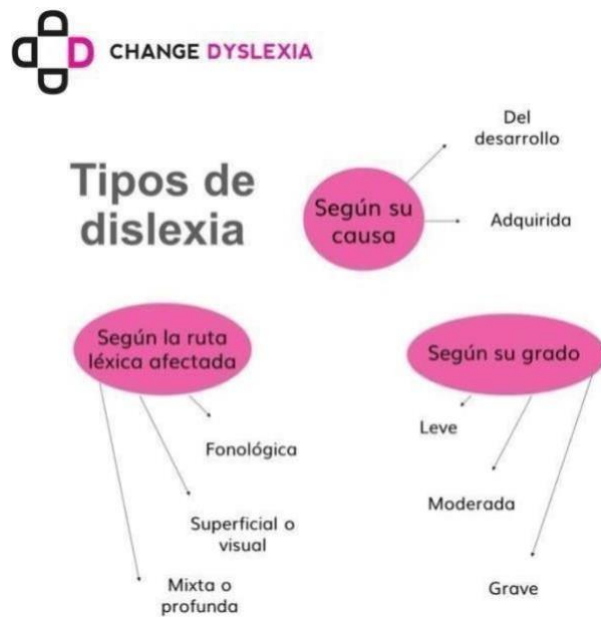 CHANGE DYSLEXIA
Tipos de
dislexia
Según su
causa
Del
desarrollo
Adquirida
Según la ruta
léxica afectada
Fonológica
Superficial o
visual
Mixta o
profunda
Según su grado
Leve
Moderada
Grave